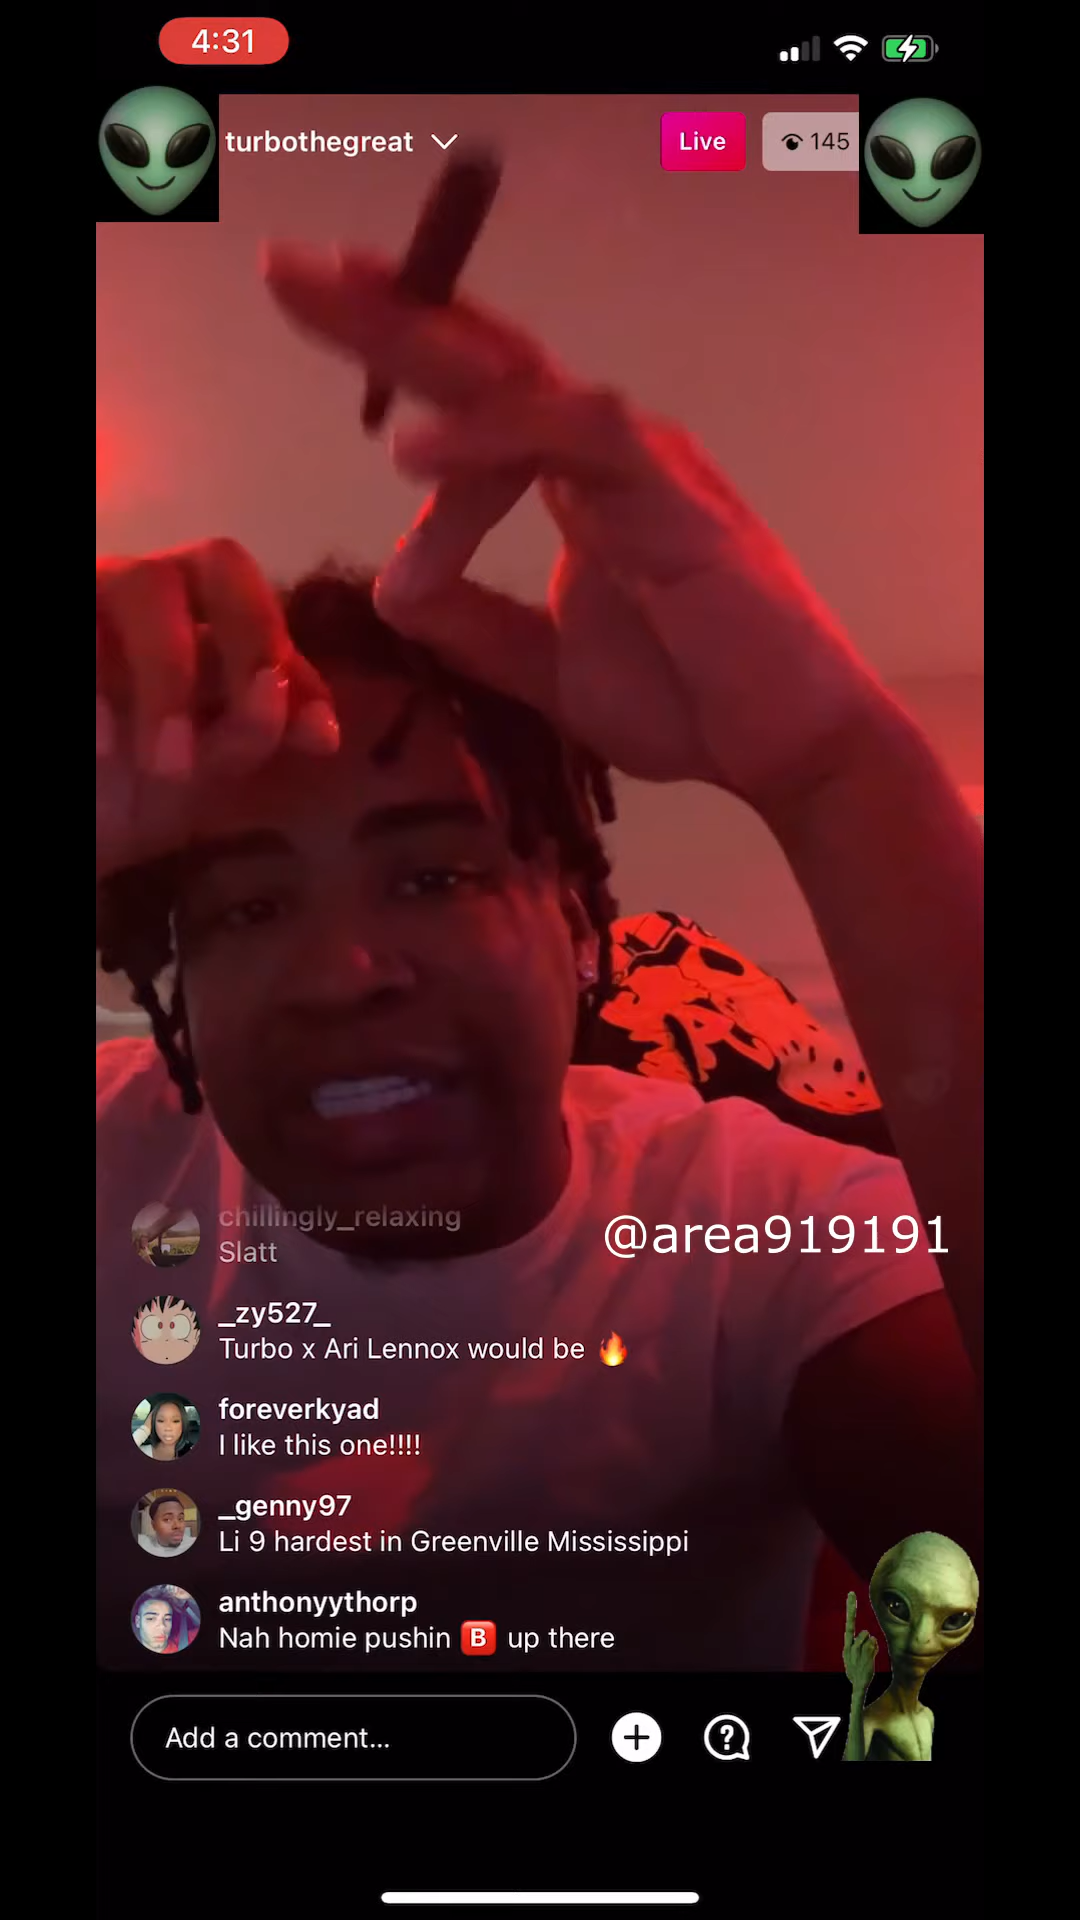 4:31
turbothegreat
Live
145
chillingly_relaxing
Slatt
@area919191
_zy527_
Turbo x Ari Lennox would be 🔥
foreverkyad
I like this one!!!!
_genny97
Li 9 hardest in Greenville Mississippi
anthonyythorp
Nah homie pushin 🅱️ up there
Add a comment...